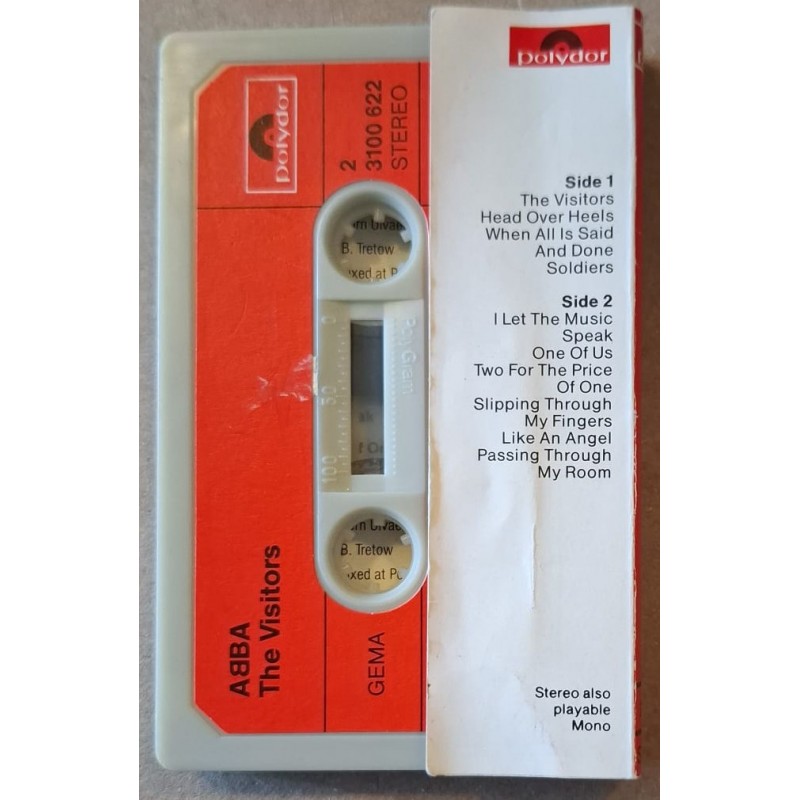 polydor
2
3100 622
STEREO
B. Tretow
B. Tretow
0
50
100
PolyGram
ABBA
The Visitors
GEMA
polydor
Side 1
The Visitors
Head Over Heels
When All Is Said
And Done
Soldiers
Side 2
I Let The Music
Speak
One Of Us
Two For The Price
Of One
Slipping Through
My Fingers
Like An Angel
Passing Through
My Room
Stereo also
playable
Mono